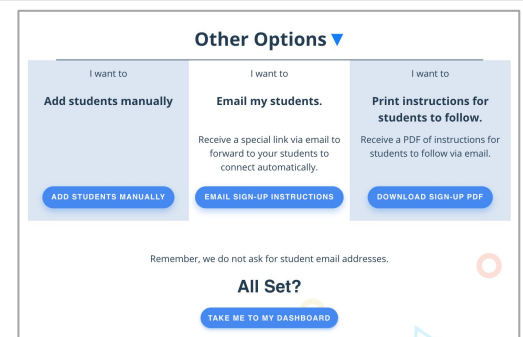 Other Options
I want to
Add students manually
ADD STUDENTS MANUALLY
I want to
Email my students.
Receive a special link via email to
forward to your students to
connect automatically.
EMAIL SIGN-UP INSTRUCTIONS
I want to
Print instructions for
students to follow.
Receive a PDF of instructions for
students to follow via email.
DOWNLOAD SIGN-UP PDF
Remember, we do not ask for student email addresses.
All Set?
TAKE ME TO MY DASHBOARD